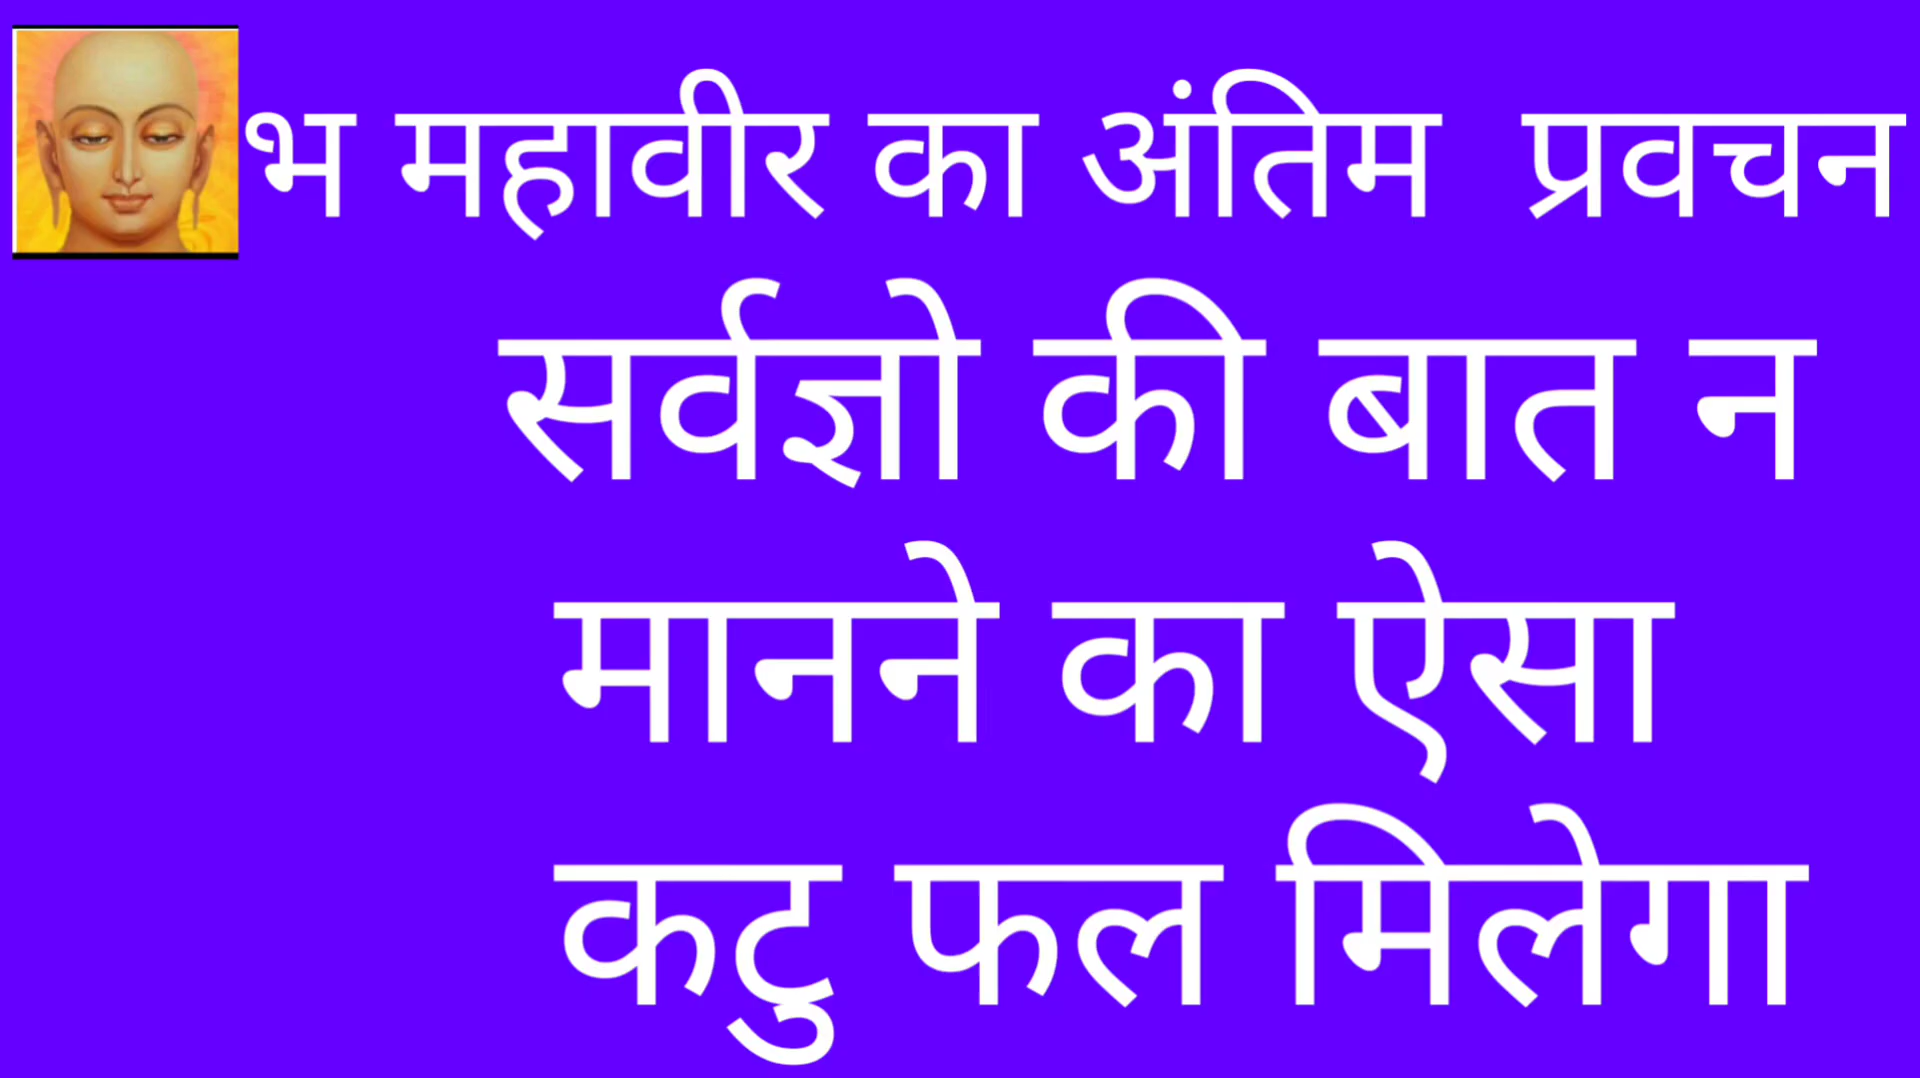 भ महावीर का अंतिम प्रवचन
सर्वज्ञो की बात न
मानने का ऐसा
कटु फल मिलेगा